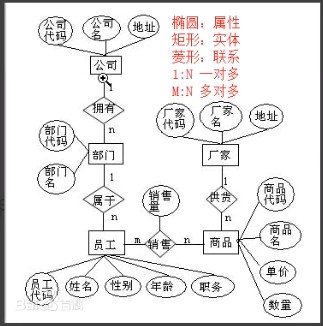 公司代码
公司名
地址
公司
1
拥有
n
部门代码
部门名
部门
1
属于
n
员工
员工代码
姓名
性别
年龄
职务
m
销售
销售量
n
椭圆：属性
矩形：实体
菱形：联系
1:N 一对多
M:N 多对多
厂家代码
厂家名
地址
厂家
1
供货
n
商品
商品代码
商品名
单价
数量